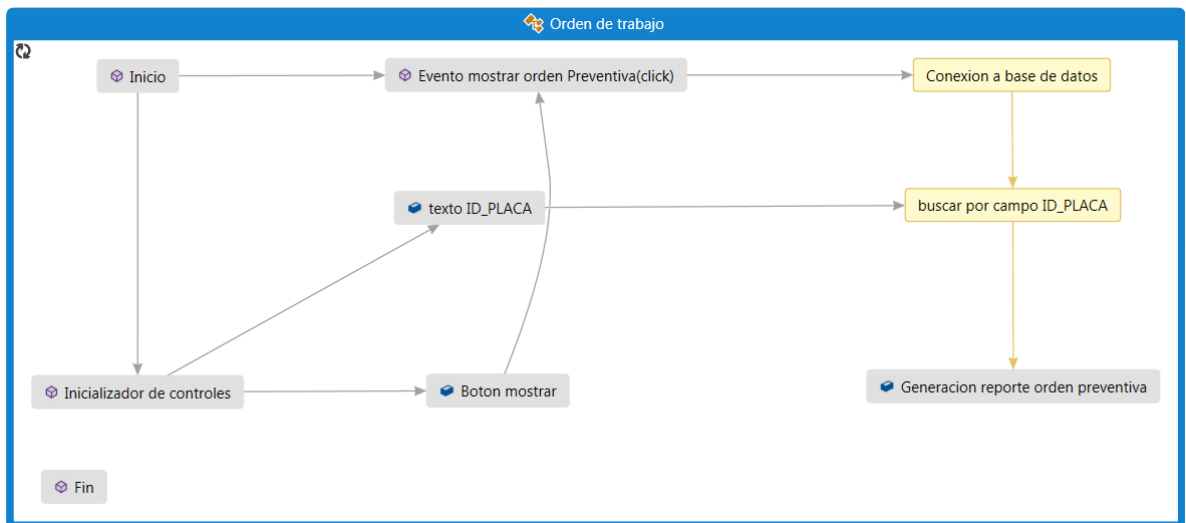 Orden de trabajo
Inicio
Evento mostrar orden Preventiva(click)
Conexion a base de datos
texto ID_PLACA
buscar por campo ID_PLACA
Inicializador de controles
Boton mostrar
Generacion reporte orden preventiva
Fin